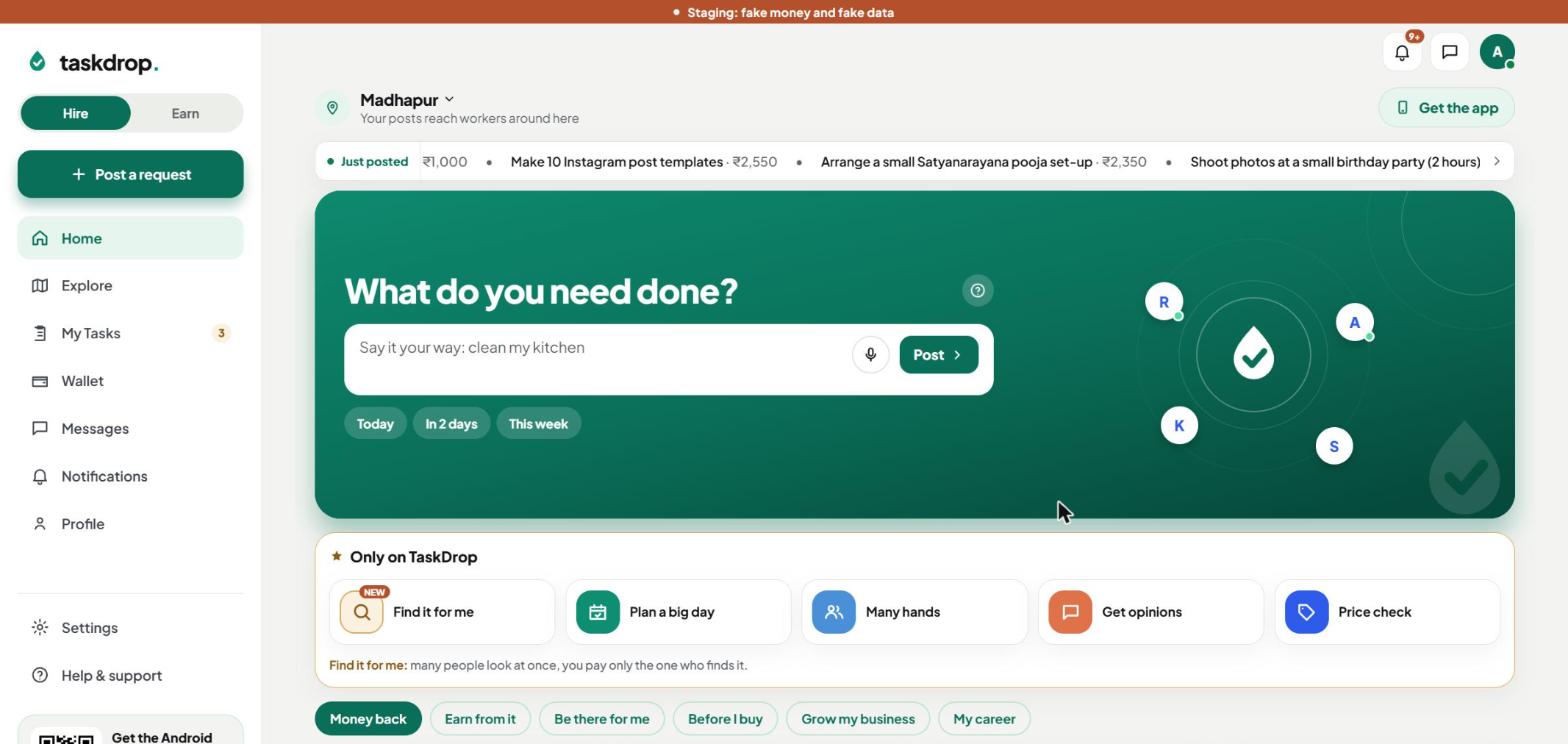 Staging: fake money and fake data
taskdrop.
Hire
Earn
Post a request
Home
Explore
My Tasks
3
Wallet
Messages
Notifications
Profile
Settings
Help & support
Get the Android
9+
A
Madhapur
Your posts reach workers around here
Get the app
Just posted
₹1,000 • Make 10 Instagram post templates · ₹2,550 • Arrange a small Satyanarayana pooja set-up · ₹2,350 • Shoot photos at a small birthday party (2 hours)
What do you need done?
Say it your way: clean my kitchen
Post
Today
In 2 days
This week
R
A
K
S
Only on TaskDrop
NEW
Find it for me
Plan a big day
Many hands
Get opinions
Price check
Find it for me: many people look at once, you pay only the one who finds it.
Money back
Earn from it
Be there for me
Before I buy
Grow my business
My career